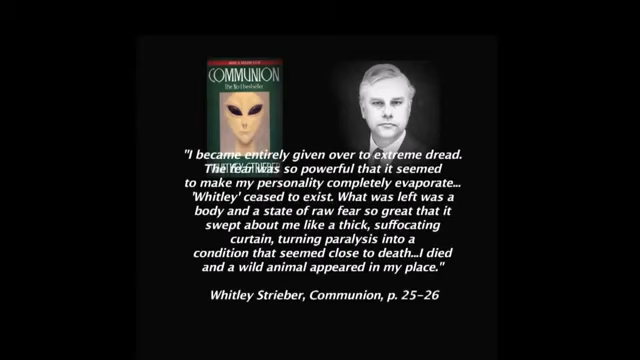 COMMUNION
The No.1 bestseller
WHITLEY STRIEBER
"I became entirely given over to extreme dread.
The fear was so powerful that it seemed
to make my personality completely evaporate...
'Whitley' ceased to exist. What was left was a
body and a state of raw fear so great that it
swept about me like a thick, suffocating
curtain, turning paralysis into a
condition that seemed close to death...I died
and a wild animal appeared in my place."
Whitley Strieber, Communion, p. 25-26